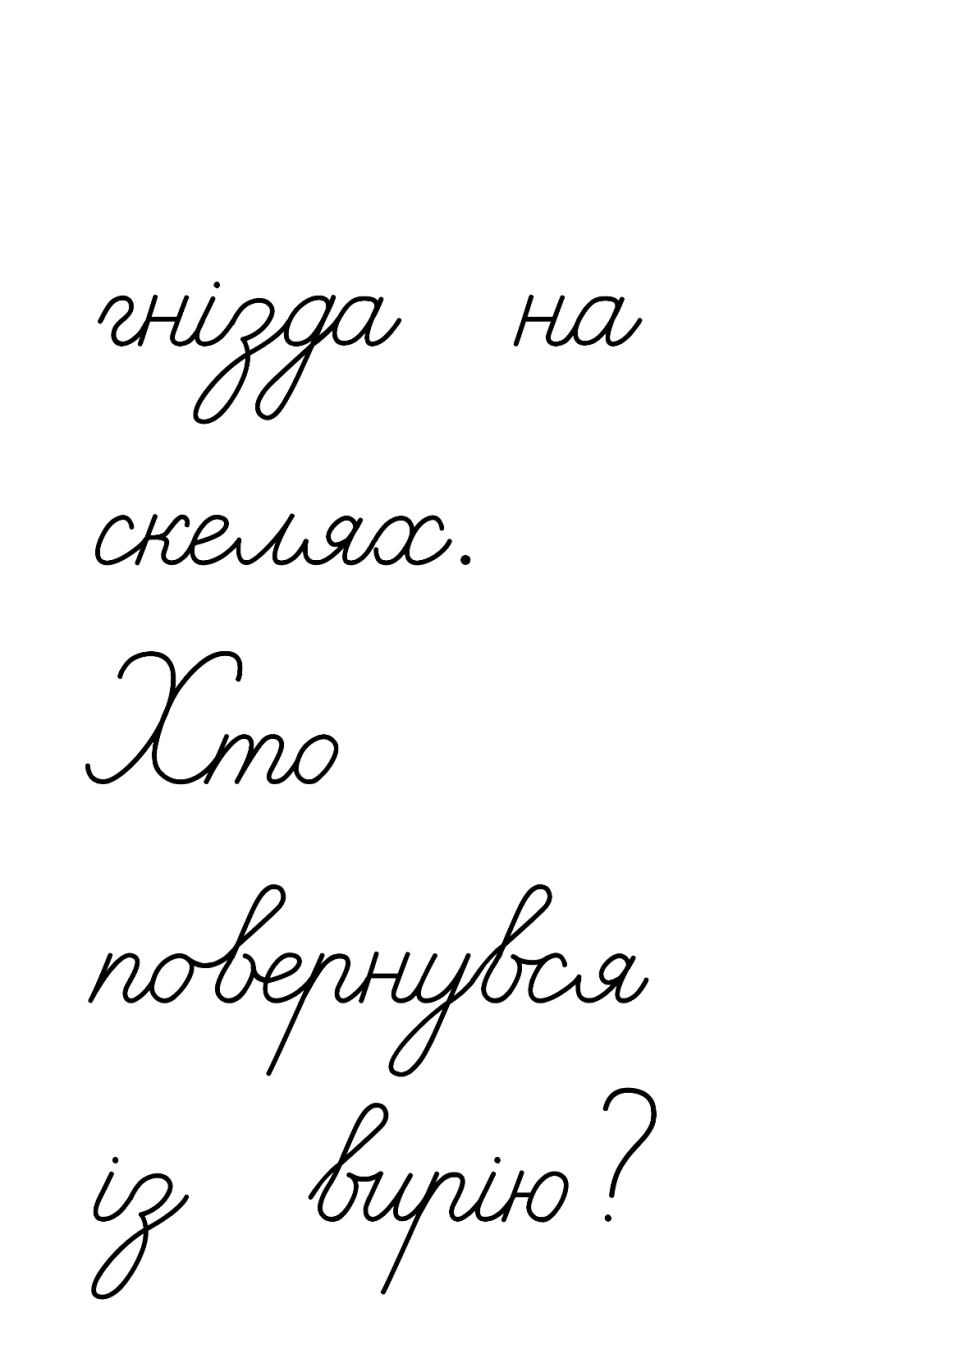 гнізда на
скелях.
Хто
повернувся
із вирію?